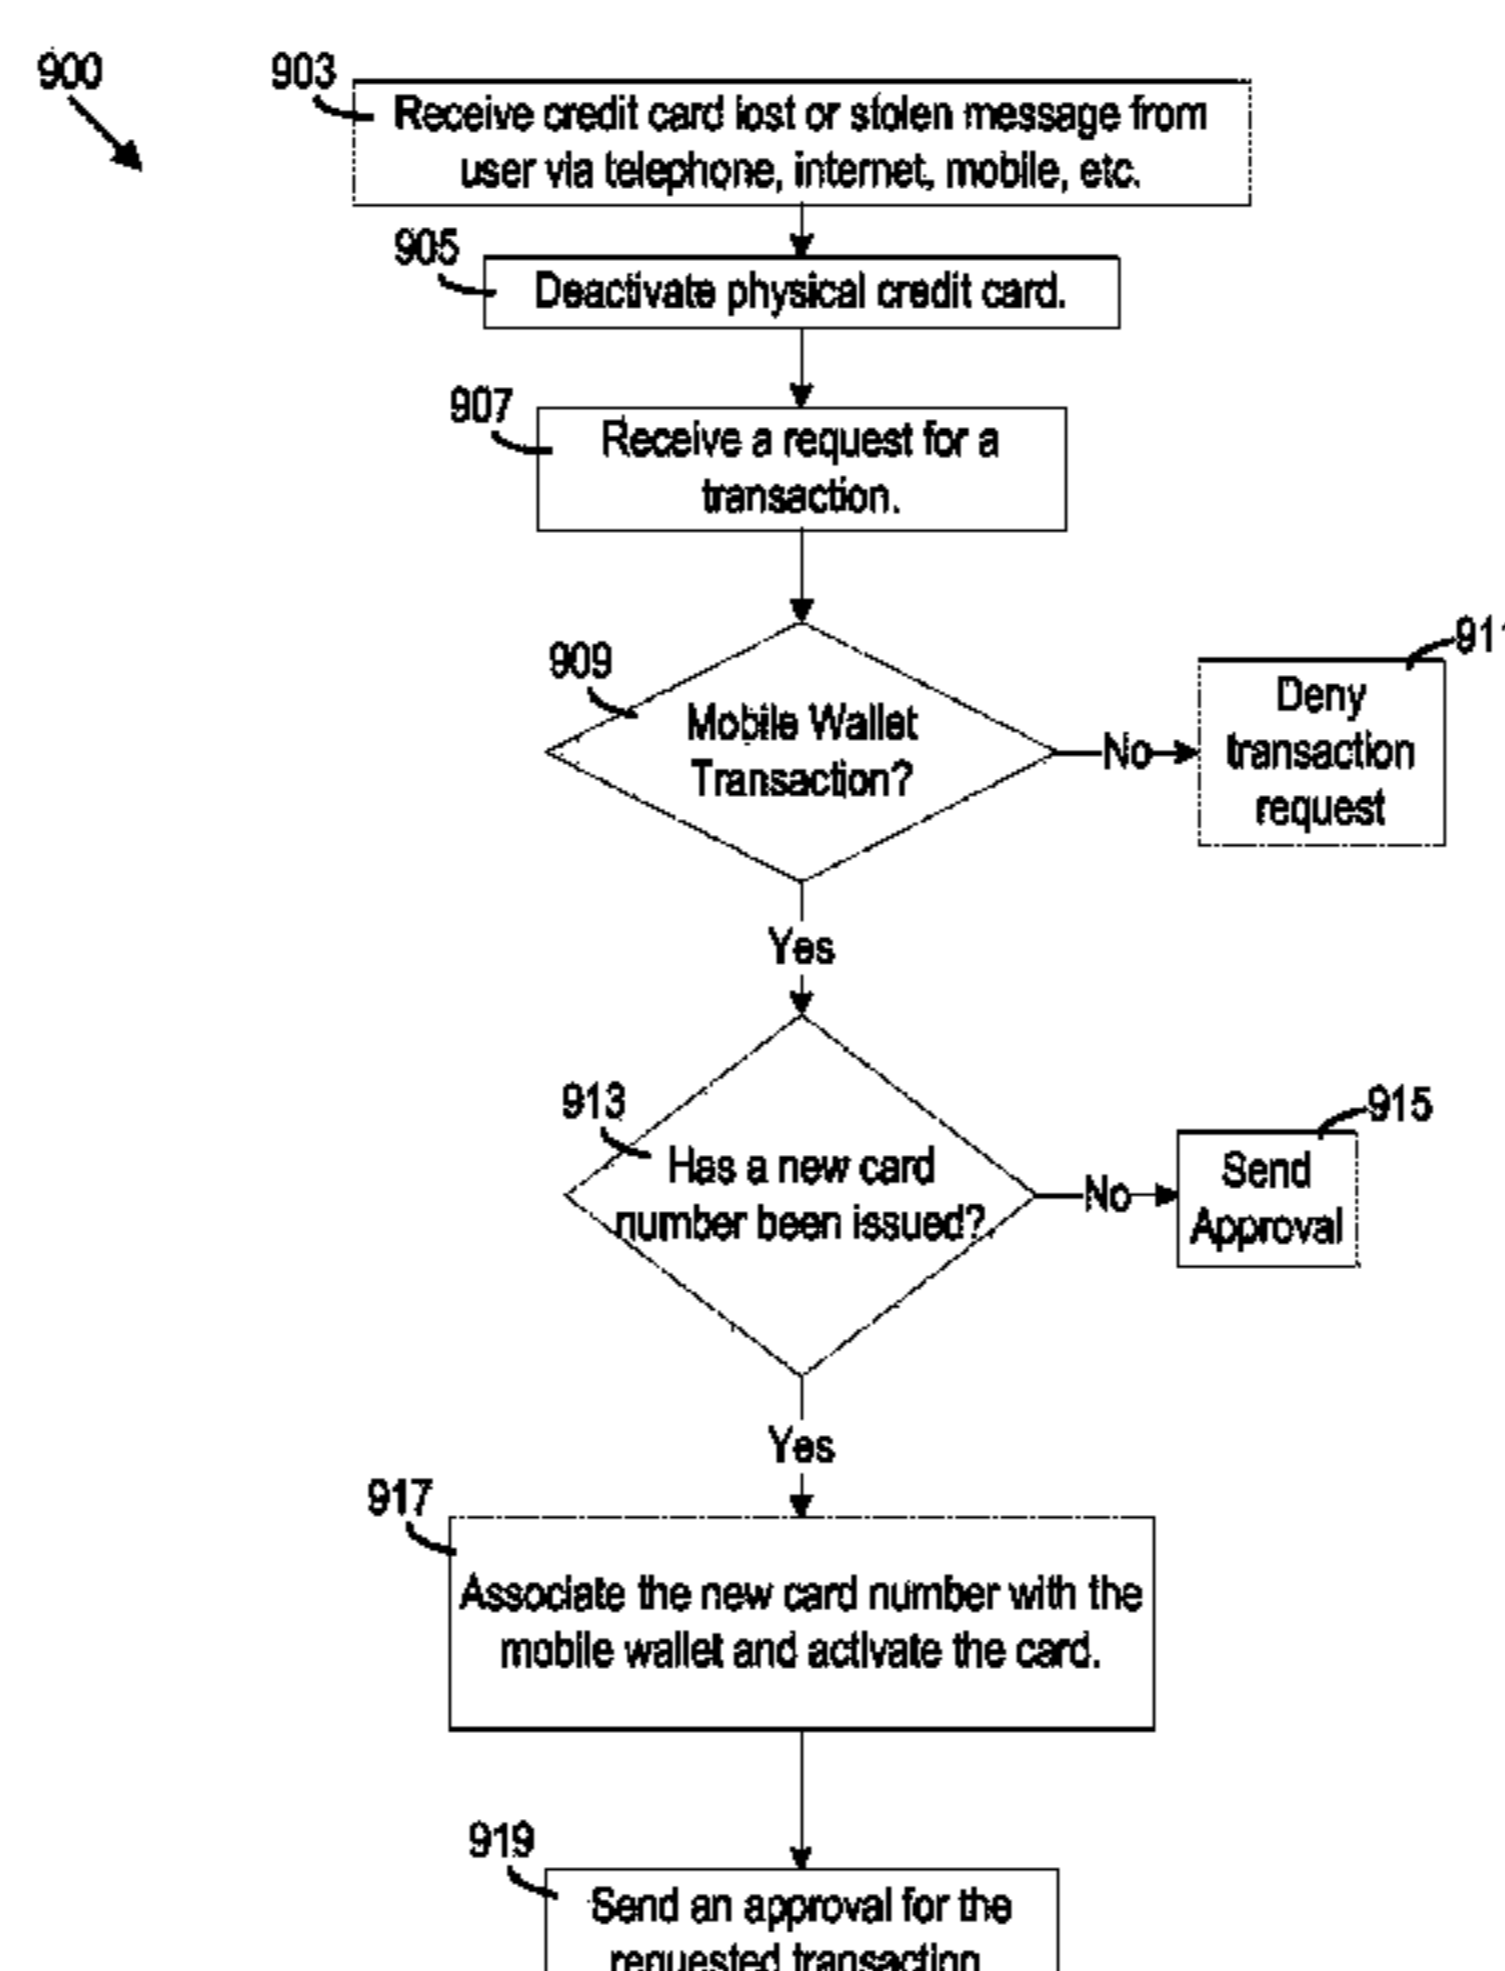 900
903
Receive credit card lost or stolen message from
user via telephone, internet, mobile, etc.
905
Deactivate physical credit card.
907
Receive a request for a
transaction.
909
Mobile Wallet
Transaction?
No
911
Deny
transaction
request
Yes
913
Has a new card
number been issued?
No
915
Send
Approval
Yes
917
Associate the new card number with the
mobile wallet and activate the card.
919
Send an approval for the
requested transaction